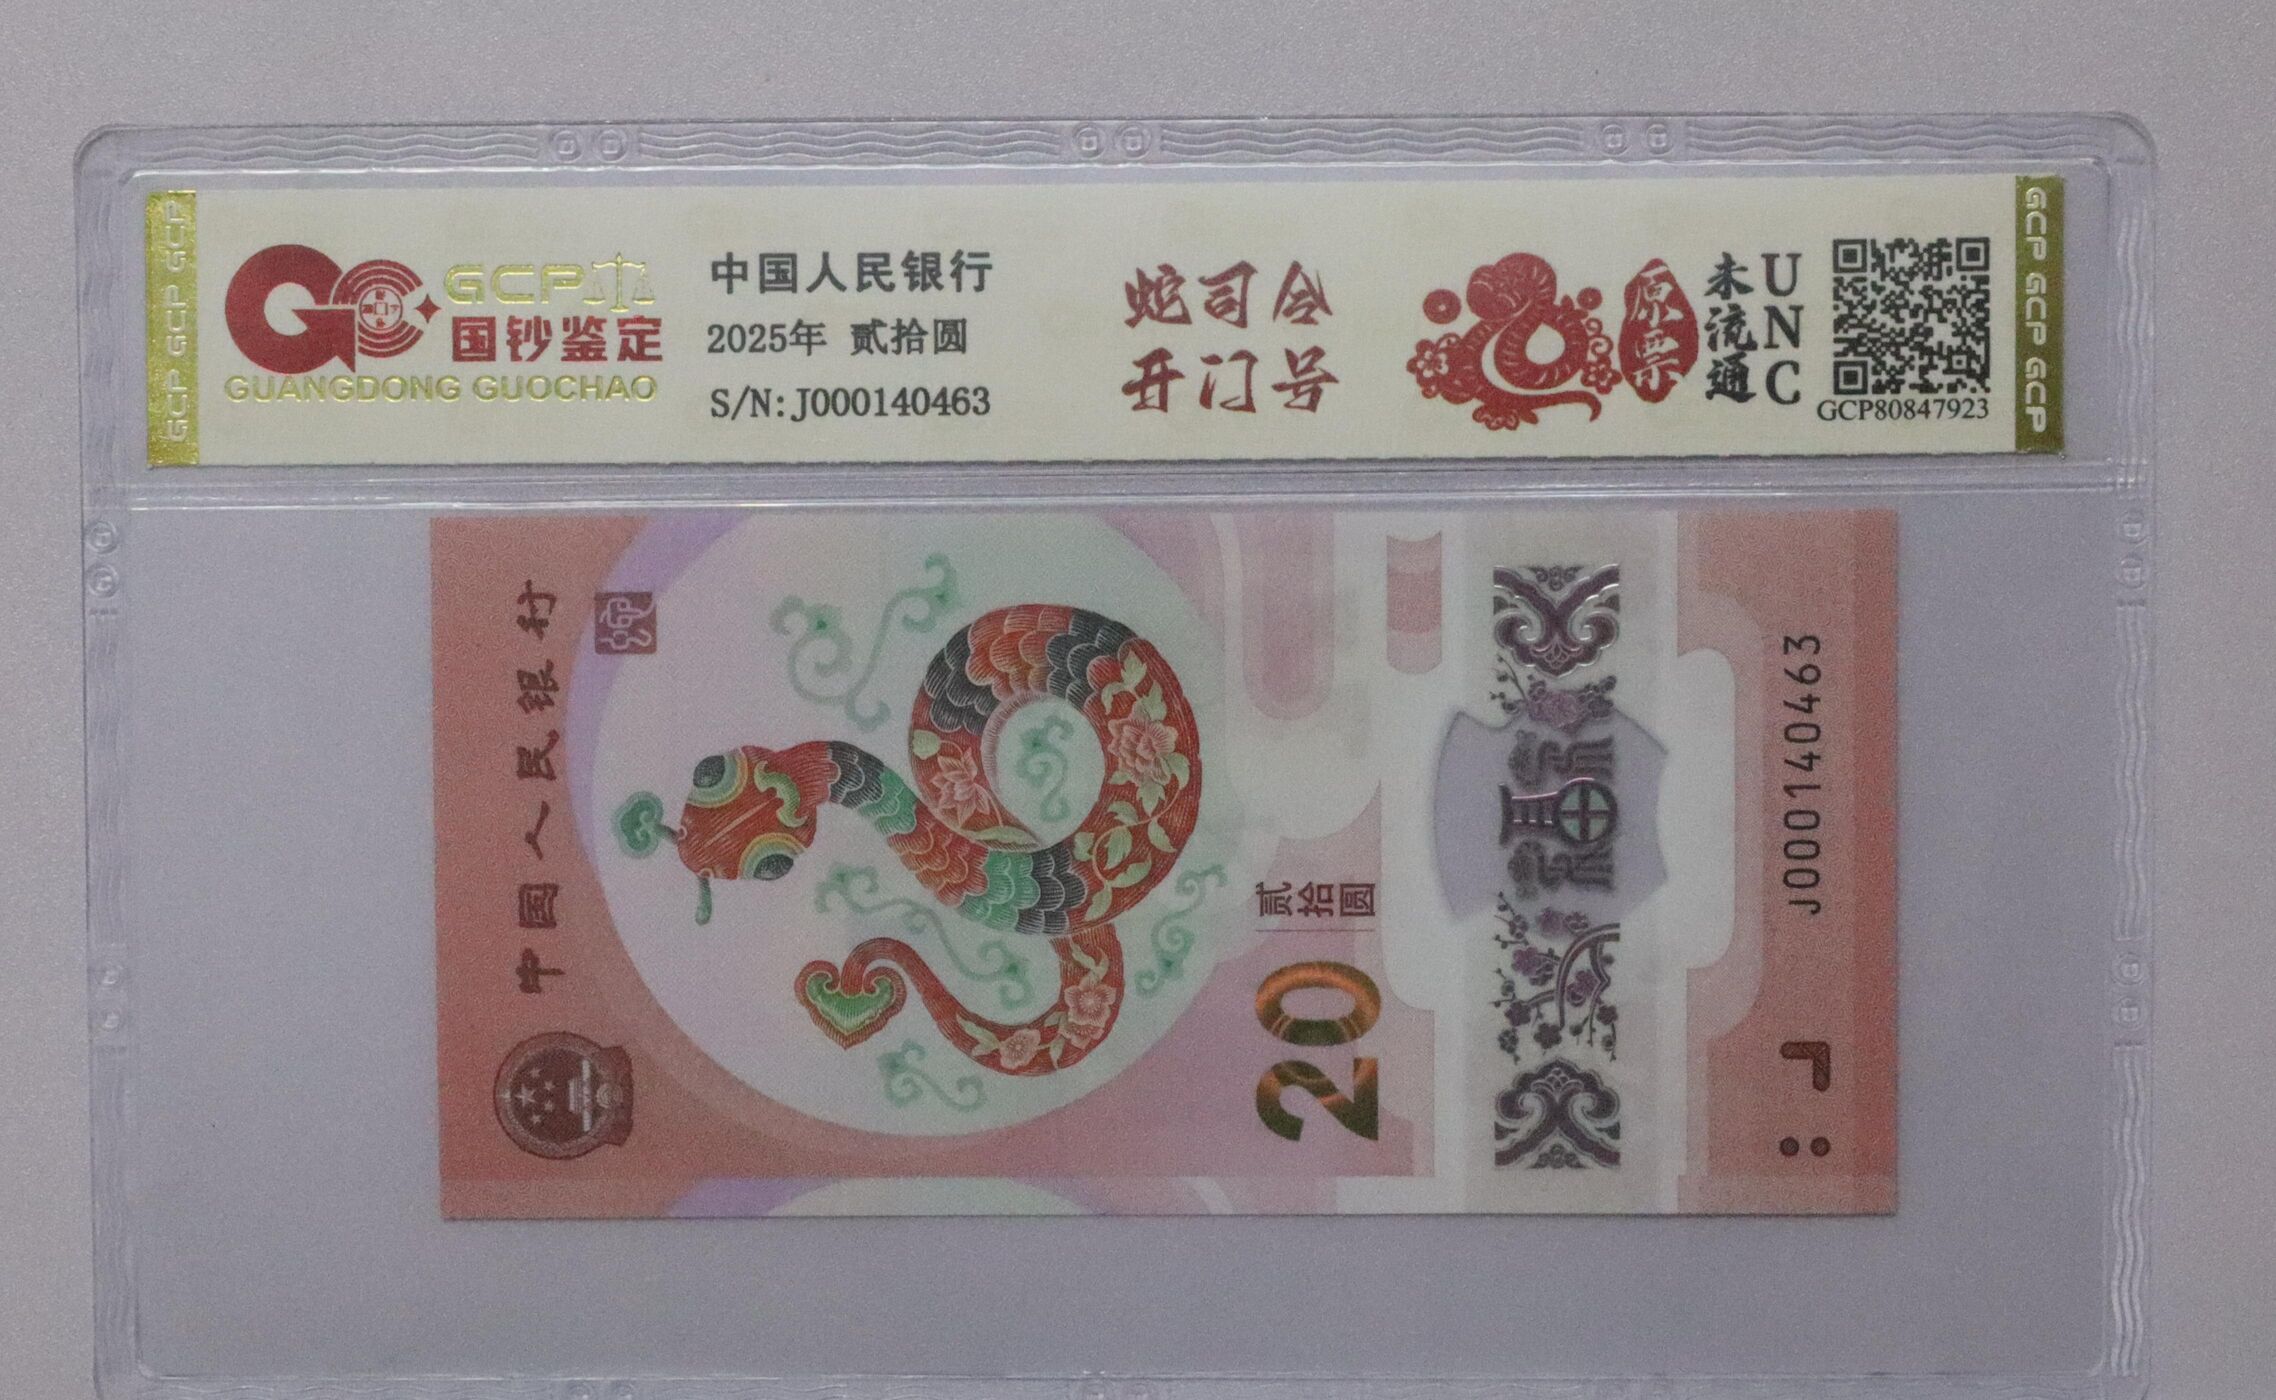 GCP GCP GCP
GCP
国钞鉴定
GUANGDONG GUOCHAO
中国人民银行
2025年 贰拾圆
S/N:J000140463
蛇司令
开门号
原票
未流通
UNC
GCP80847923
GCP GCP GCP
中国人民银行
蛇
20
贰拾圆
福
J000140463